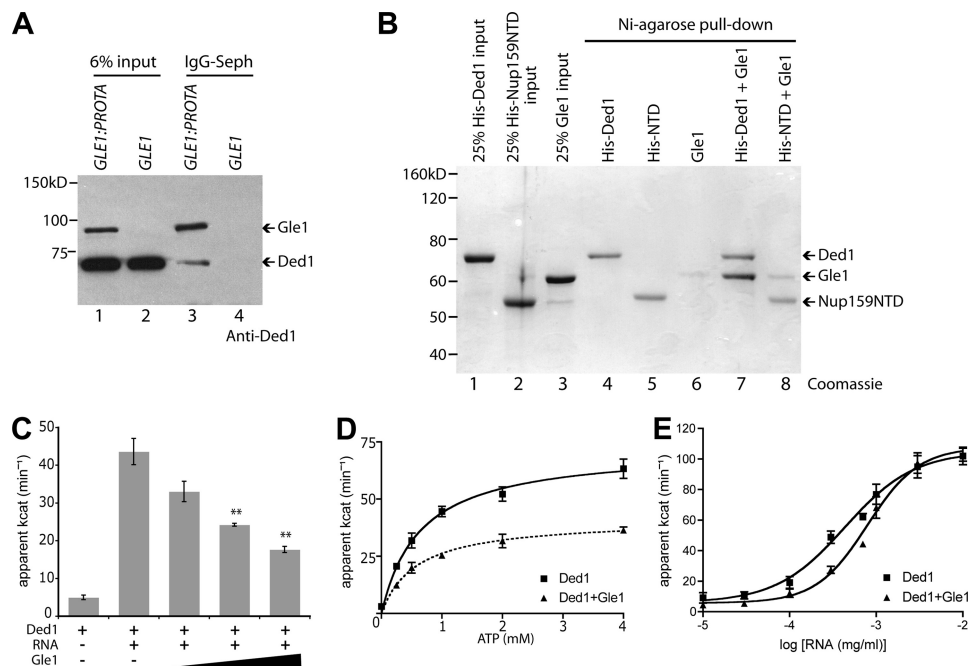 A
6% input
IgG-Seph
GLE1:PROTA
GLE1
GLE1:PROTA
GLE1
150kD
100
75
Gle1
Ded1
1 2 3 4
Anti-Ded1
B
Ni-agarose pull-down
25% His-Ded1 input
25% His-Nup159NTD
input
25% Gle1 input
His-Ded1
His-NTD
Gle1
His-Ded1 + Gle1
His-NTD + Gle1
160kD
120
80
60
50
40
Ded1
Gle1
Nup159NTD
1 2 3 4 5 6 7 8 Coomassie
C
apparent kcat (min⁻¹)
50
40
30
20
10
0
**
**
Ded1 + + + + +
RNA - + + + +
Gle1 - -
D
apparent kcat (min⁻¹)
75
50
25
0 1 2 3 4
ATP (mM)
Ded1
Ded1+Gle1
E
apparent kcat (min⁻¹)
120
100
80
60
40
20
0
-5 -4 -3 -2
log [RNA (mg/ml)]
Ded1
Ded1+Gle1